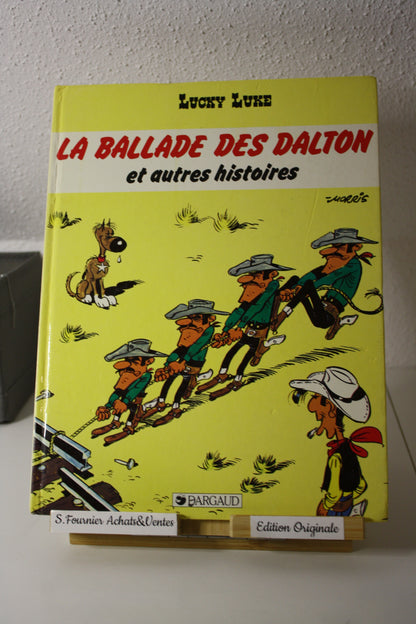 LUCKY LUKE
LA BALLADE DES DALTON
et autres histoires
MORRIS
DARGAUD
S.Fournier Achats&Ventes
Edition Originale